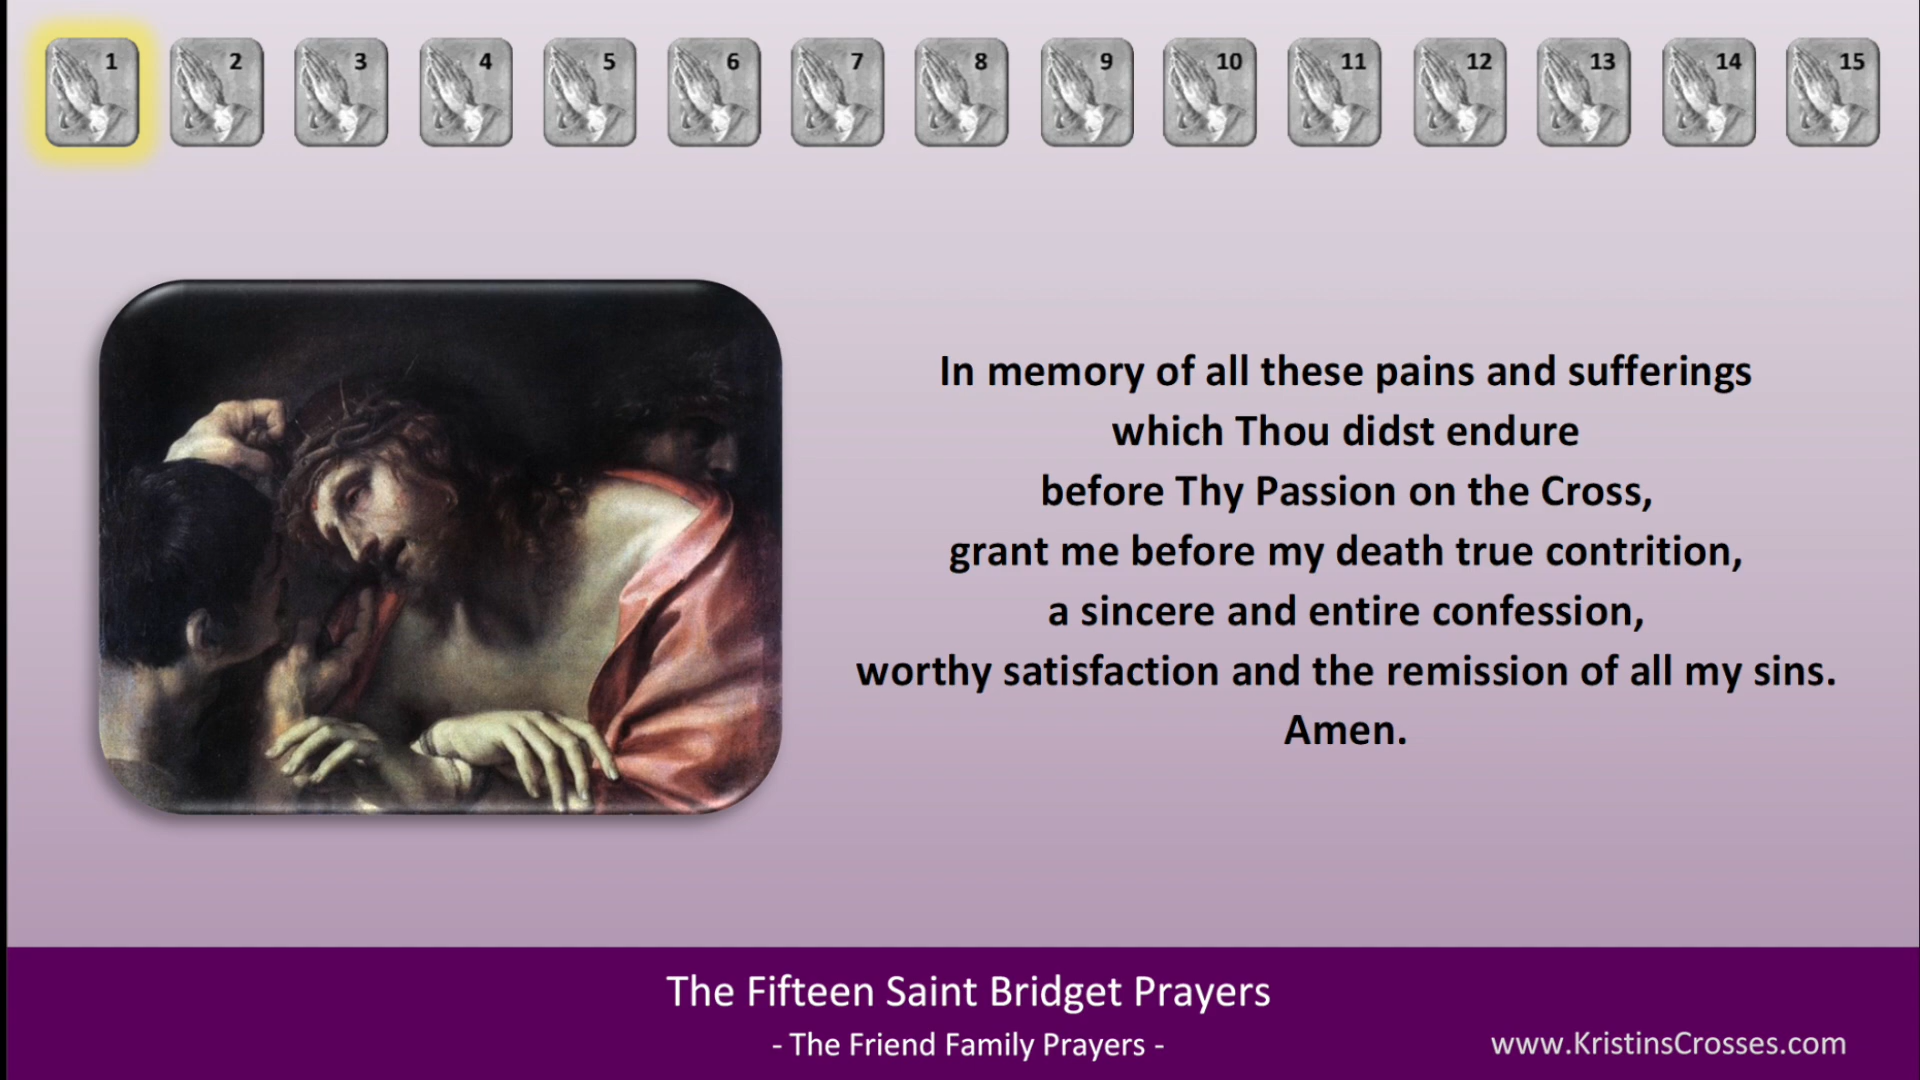 1 2 3 4 5 6 7 8 9 10 11 12 13 14 15
In memory of all these pains and sufferings
which Thou didst endure
before Thy Passion on the Cross,
grant me before my death true contrition,
a sincere and entire confession,
worthy satisfaction and the remission of all my sins.
Amen.
The Fifteen Saint Bridget Prayers
- The Friend Family Prayers -
www.KristinsCrosses.com